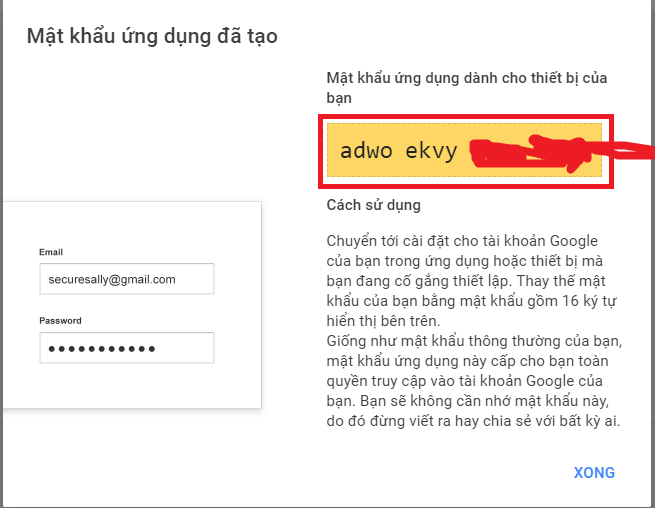 Mật khẩu ứng dụng đã tạo
Mật khẩu ứng dụng dành cho thiết bị của
bạn
adwo ekvy
Cách sử dụng
Chuyển tới cài đặt cho tài khoản Google
của bạn trong ứng dụng hoặc thiết bị mà
bạn đang cố gắng thiết lập. Thay thế mật
khẩu của bạn bằng mật khẩu gồm 16 ký tự
hiển thị bên trên.
Giống như mật khẩu thông thường của bạn,
mật khẩu ứng dụng này cấp cho bạn toàn
quyền truy cập vào tài khoản Google của
bạn. Bạn sẽ không cần nhớ mật khẩu này,
do đó đừng viết ra hay chia sẻ với bất kỳ ai.
Email
securesally@gmail.com
Password
XONG